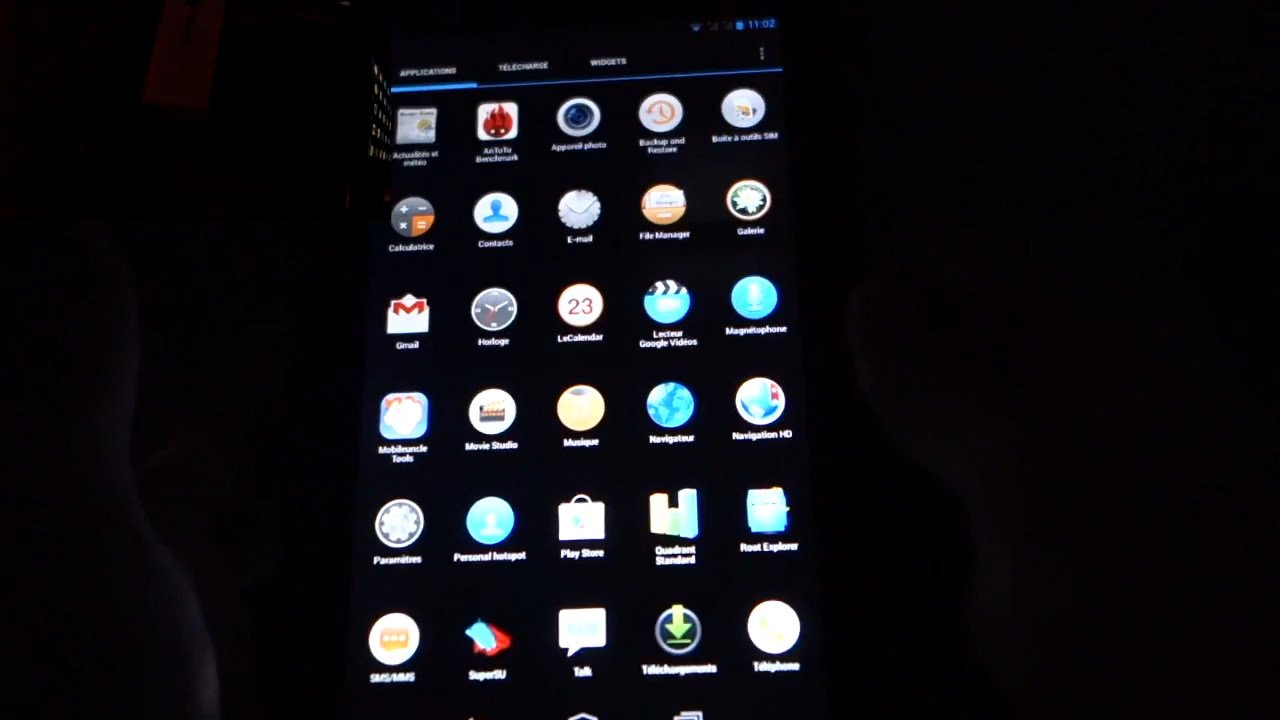 11:02
APPLICATIONS TÉLÉCHARGÉ WIDGETS
Actualités et
météo
AnTuTu
Benchmark
Appareil photo
Backup and
Restore
Boîte à outils SIM
Calculatrice
Contacts
E-mail
File Manager
Galerie
Gmail
Horloge
23
LeCalendar
Lecteur
Google Vidéos
Magnétophone
Mobileuncle
Tools
Movie Studio
Musique
Navigateur
Navigation HD
Paramètres
Personal hotspot
Play Store
Quadrant
Standard
Root Explorer
SMS/MMS
SuperSU
Talk
Téléchargements
Téléphone